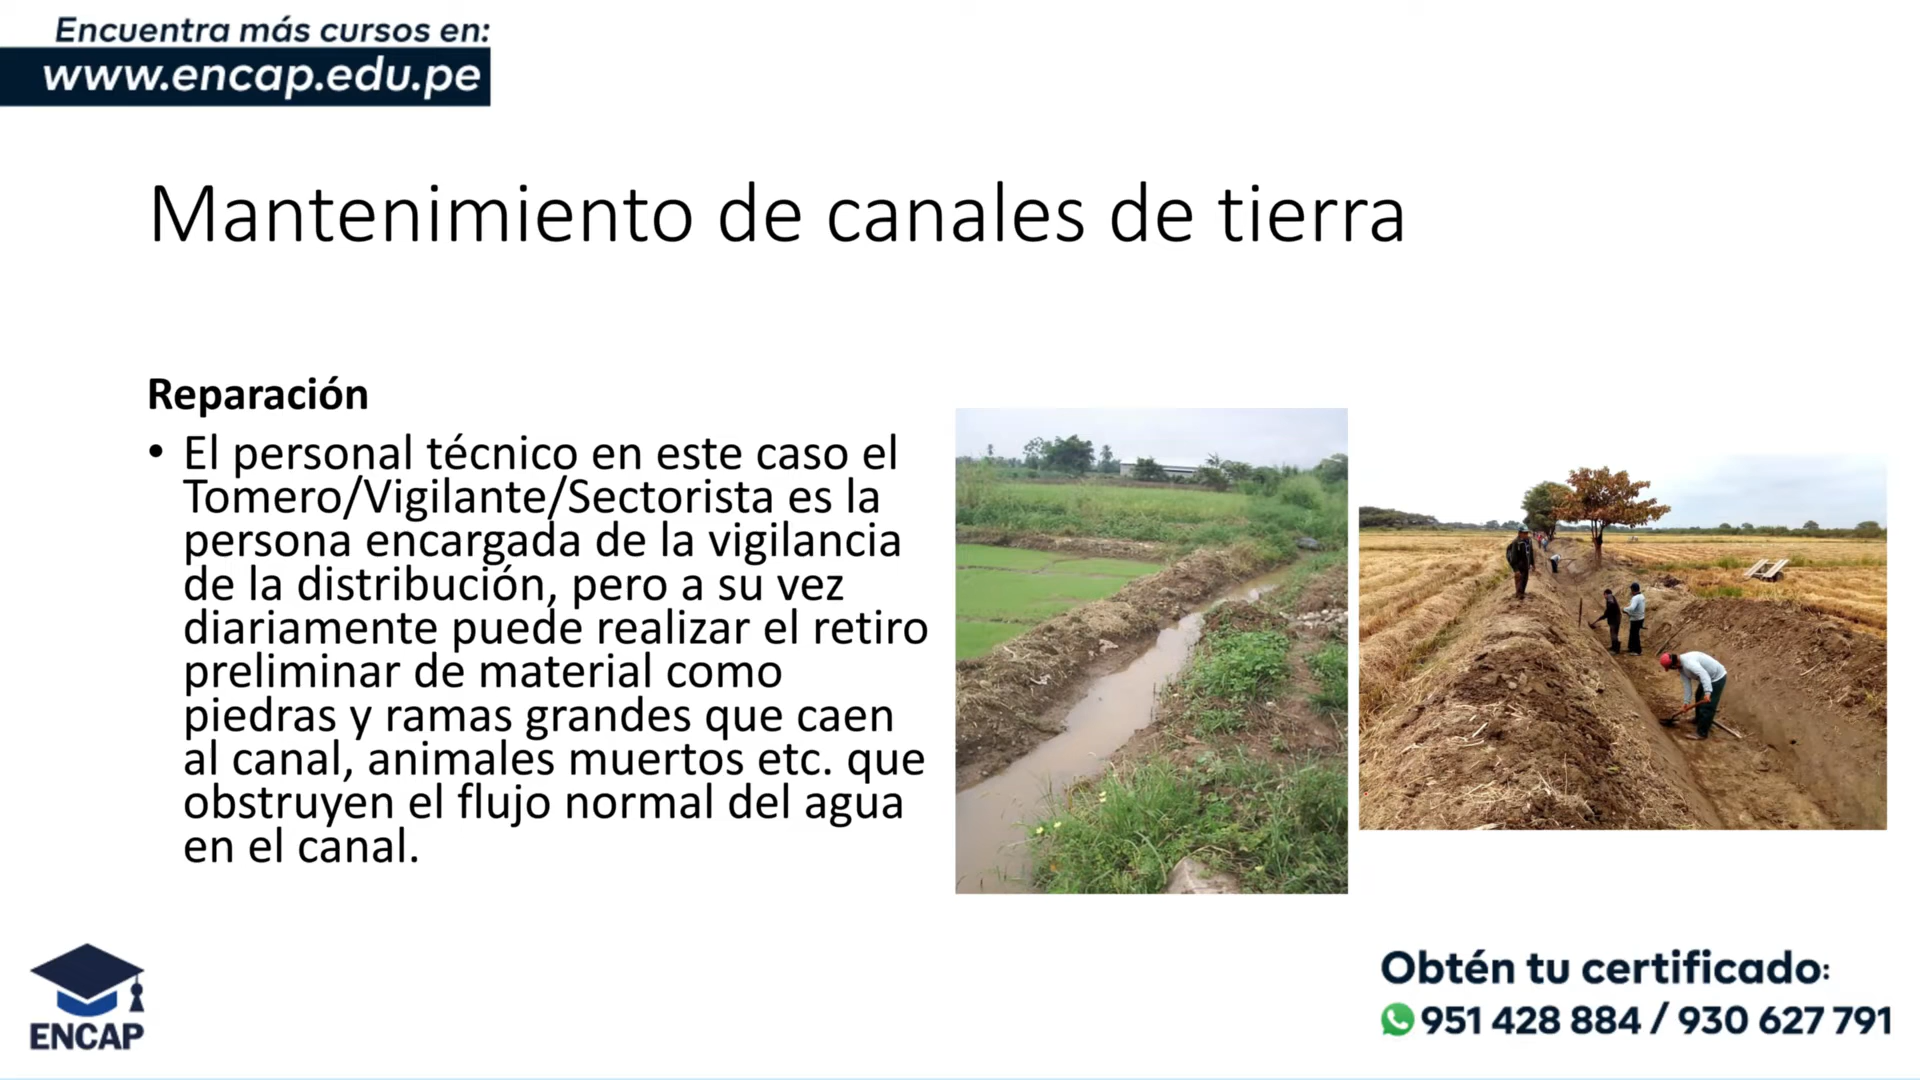 Encuentra más cursos en:
www.encap.edu.pe
Mantenimiento de canales de tierra
Reparación
• El personal técnico en este caso el
Tomero/Vigilante/Sectorista es la
persona encargada de la vigilancia
de la distribución, pero a su vez
diariamente puede realizar el retiro
preliminar de material como
piedras y ramas grandes que caen
al canal, animales muertos etc. que
obstruyen el flujo normal del agua
en el canal.
ENCAP
Obtén tu certificado:
951 428 884 / 930 627 791